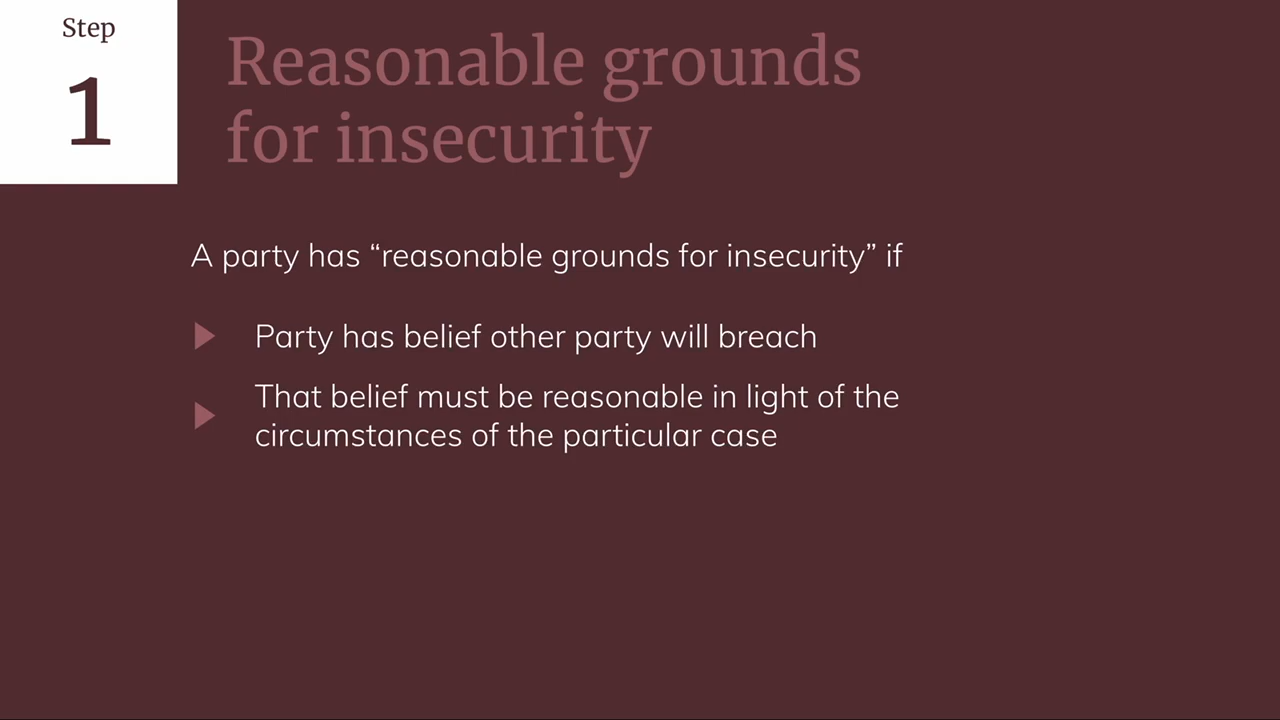 Step
1
Reasonable grounds
for insecurity
A party has “reasonable grounds for insecurity” if
Party has belief other party will breach
That belief must be reasonable in light of the
circumstances of the particular case